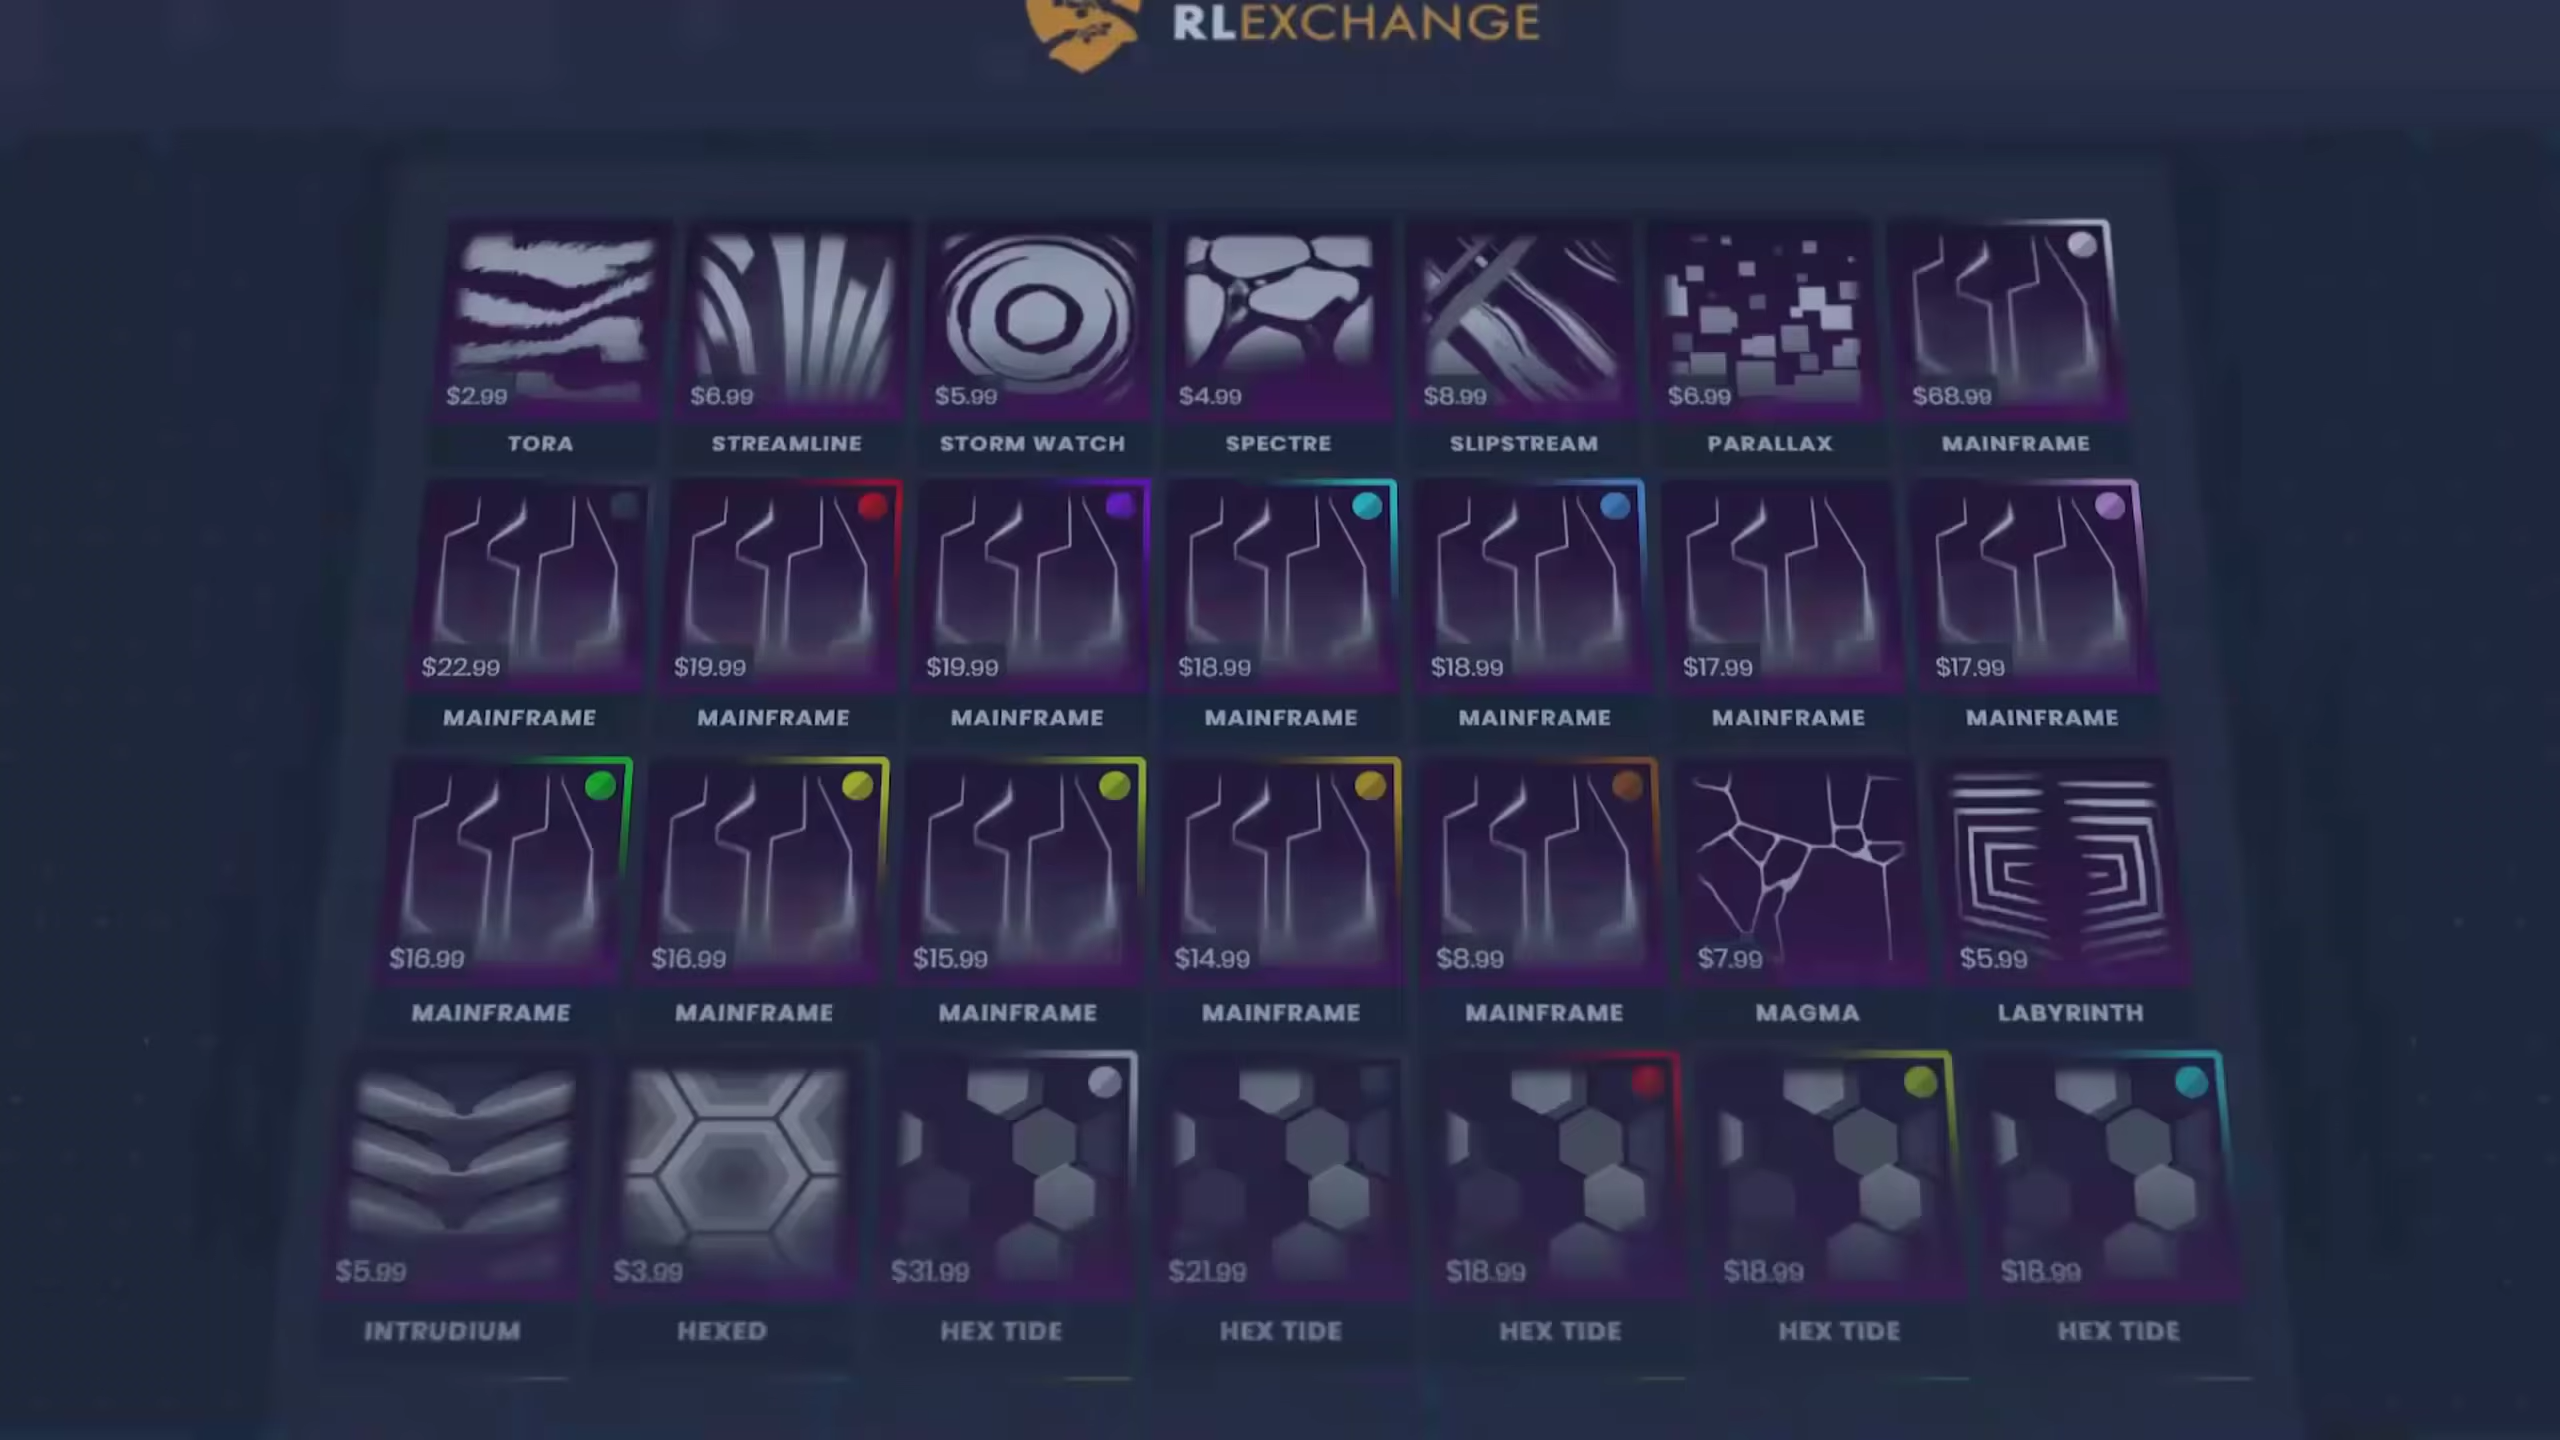 RLEXCHANGE
$2.99 $6.99 $5.99 $4.99 $8.99 $6.99 $68.99
TORA STREAMLINE STORM WATCH SPECTRE SLIPSTREAM PARALLAX MAINFRAME
$22.99 $19.99 $19.99 $18.99 $18.99 $17.99 $17.99
MAINFRAME MAINFRAME MAINFRAME MAINFRAME MAINFRAME MAINFRAME MAINFRAME
$16.99 $16.99 $15.99 $14.99 $8.99 $7.99 $5.99
MAINFRAME MAINFRAME MAINFRAME MAINFRAME MAINFRAME MAGMA LABYRINTH
$5.99 $3.99 $31.99 $21.99 $18.99 $18.99 $18.99
INTRUDIUM HEXED HEX TIDE HEX TIDE HEX TIDE HEX TIDE HEX TIDE